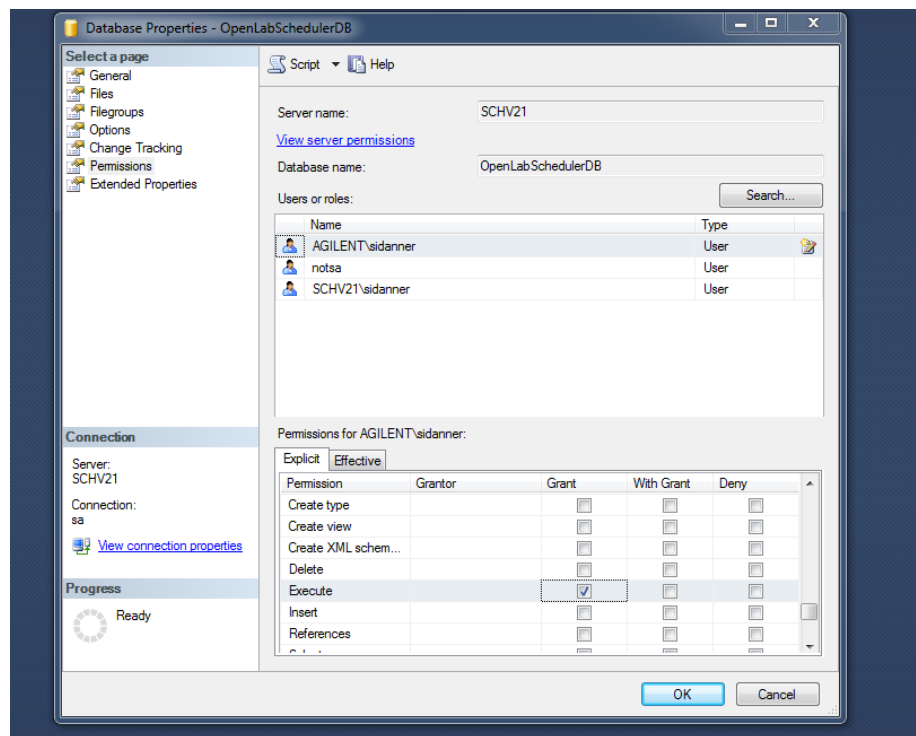 Database Properties - OpenLabSchedulerDB
Select a page
General
Files
Filegroups
Options
Change Tracking
Permissions
Extended Properties
Script Help
Server name: SCHV21
View server permissions
Database name: OpenLabSchedulerDB
Users or roles: Search...
Name Type
AGILENT\sidanner User
notsa User
SCHV21\sidanner User
Connection
Server:
SCHV21
Connection:
sa
View connection properties
Progress
Ready
Permissions for AGILENT\sidanner:
Explicit Effective
Permission Grantor Grant With Grant Deny
Create type
Create view
Create XML schem...
Delete
Execute
Insert
References
OK Cancel